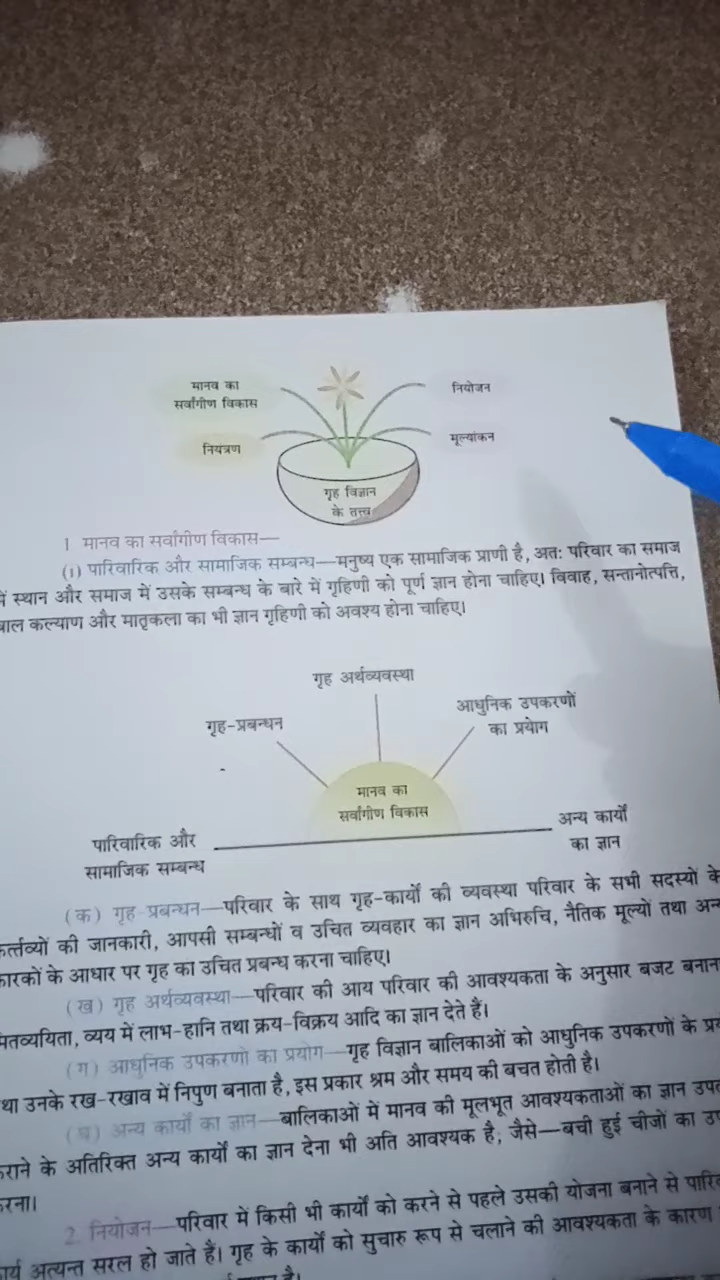 मानव का
सर्वांगीण विकास
नियोजन
नियत्रण
मूल्यांकन
गृह विज्ञान
के तत्त्व
1 मानव का सर्वांगीण विकास—
(1) पारिवारिक और सामाजिक सम्बन्ध—मनुष्य एक सामाजिक प्राणी है, अतः परिवार का समाज
में स्थान और समाज में उसके सम्बन्ध के बारे में गृहिणी को पूर्ण ज्ञान होना चाहिए। विवाह, सन्तानोत्पत्ति,
बाल कल्याण और मातृकला का भी ज्ञान गृहिणी को अवश्य होना चाहिए।
गृह अर्थव्यवस्था
गृह-प्रबन्धन
आधुनिक उपकरणों
का प्रयोग
मानव का
सर्वांगीण विकास
पारिवारिक और
सामाजिक सम्बन्ध
अन्य कार्यों
का ज्ञान
(क) गृह-प्रबन्धन—परिवार के साथ गृह-कार्यों की व्यवस्था परिवार के सभी सदस्यों के
कर्त्तव्यों की जानकारी, आपसी सम्बन्धों व उचित व्यवहार का ज्ञान अभिरुचि, नैतिक मूल्यों तथा अन्
कारकों के आधार पर गृह का उचित प्रबन्ध करना चाहिए।
(ख) गृह अर्थव्यवस्था—परिवार की आय परिवार की आवश्यकता के अनुसार बजट बनाना
मितव्ययिता, व्यय में लाभ-हानि तथा क्रय-विक्रय आदि का ज्ञान देते हैं।
(ग) आधुनिक उपकरणों का प्रयोग—गृह विज्ञान बालिकाओं को आधुनिक उपकरणों के
था उनके रख-रखाव में निपुण बनाता है, इस प्रकार श्रम और समय की बचत होती है।
(घ) अन्य कार्यों का ज्ञान—बालिकाओं में मानव की मूलभूत आवश्यकताओं का ज्ञान
कराने के अतिरिक्त अन्य कार्यों का ज्ञान देना भी अति आवश्यक है; जैसे—बची हुई चीजों का
करना।
2. नियोजन—परिवार में किसी भी कार्यों को करने से पहले उसकी योजना बनाने से
कार्य अत्यन्त सरल हो जाते हैं। गृह के कार्यों को सुचारु रूप से चलाने की आवश्यकता के कारण